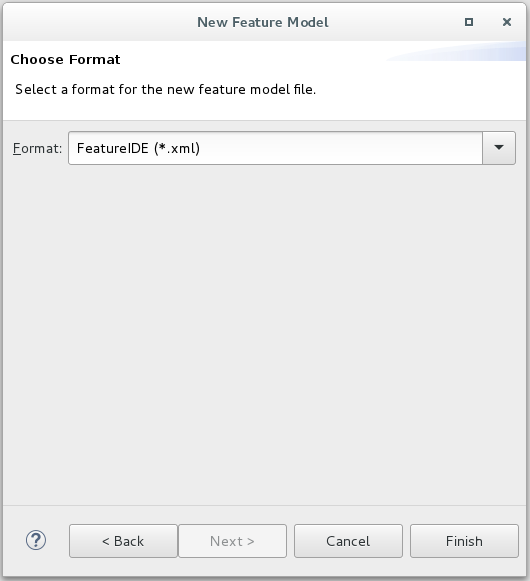 New Feature Model
Choose Format
Select a format for the new feature model file.
Format: FeatureIDE (*.xml)
? < Back Next > Cancel Finish